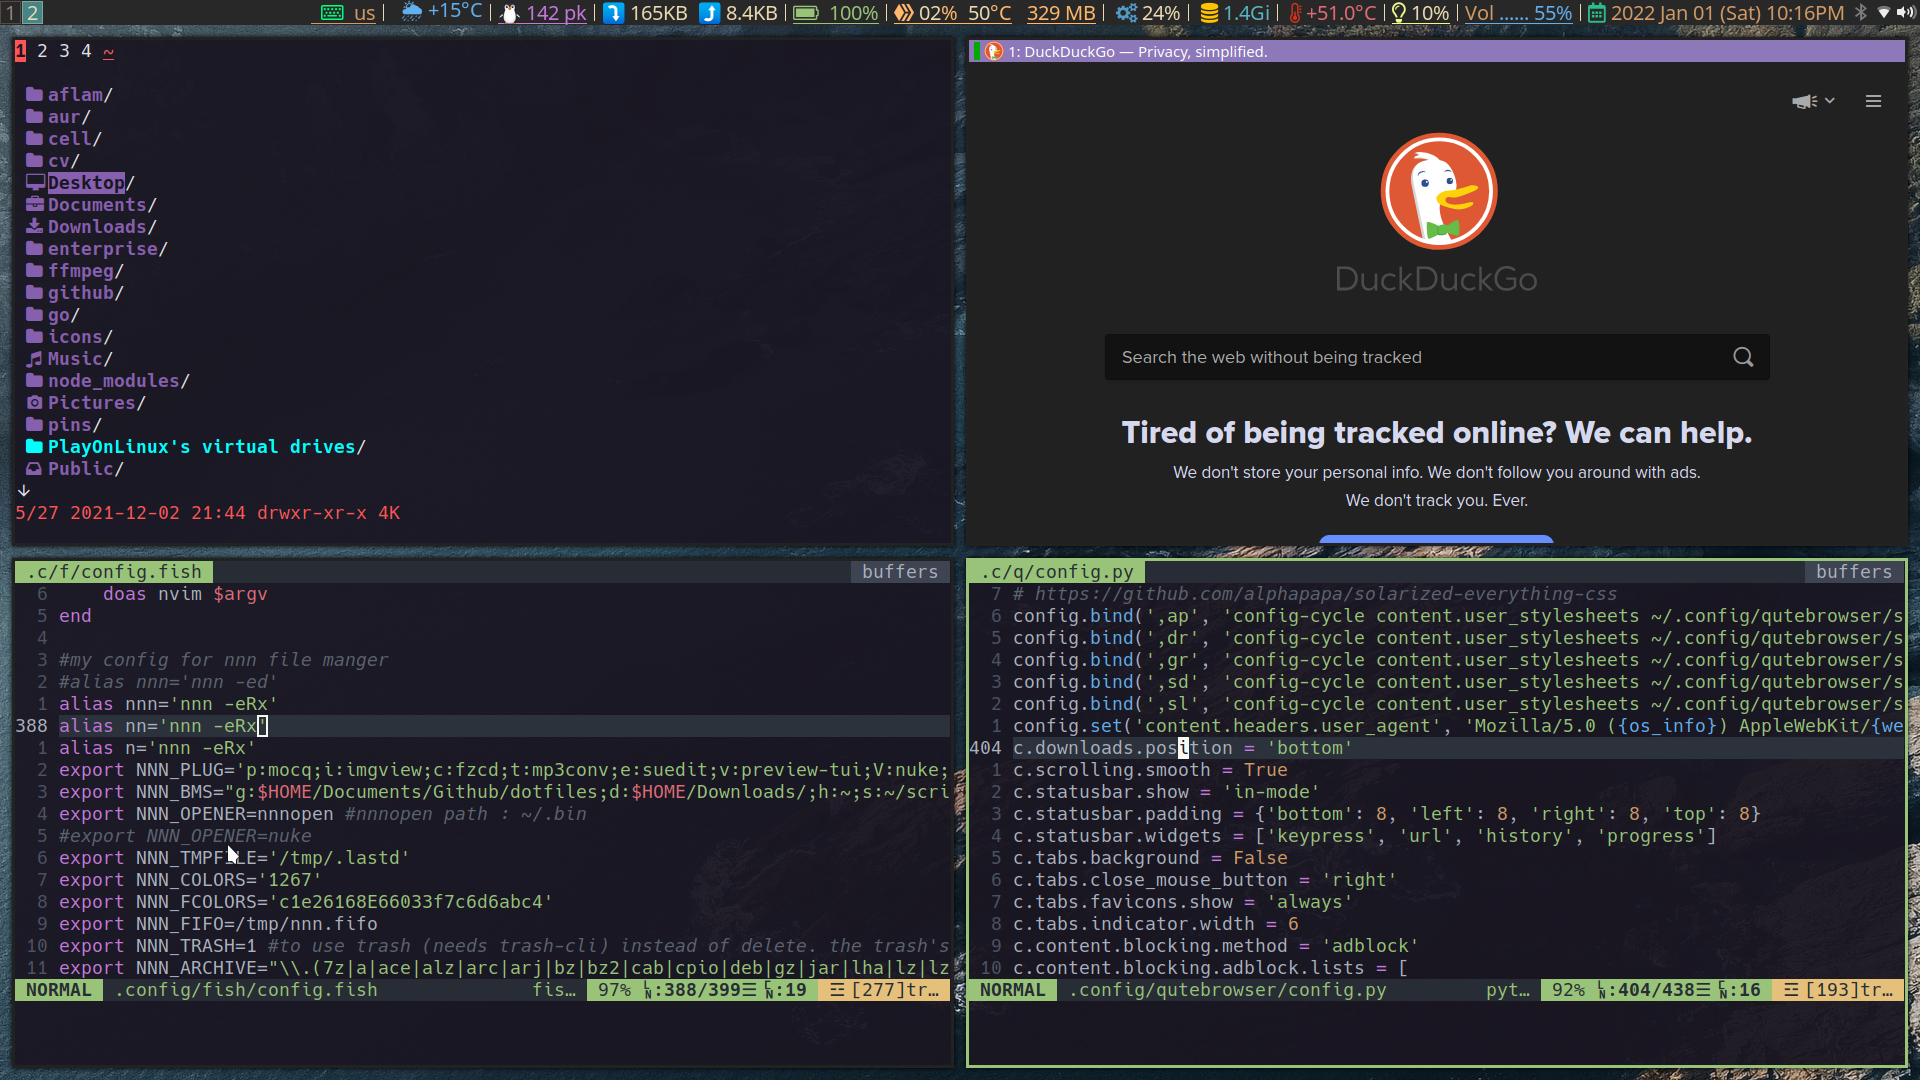 1 2
us | +15°C | 142 pk | 165KB 8.4KB | 100% | 02% 50°C 329 MB | 24% | 1.4Gi | +51.0°C | 10% | Vol ...... 55% | 2022 Jan 01 (Sat) 10:16PM
1 2 3 4 ~
aflam/
aur/
cell/
cv/
Desktop/
Documents/
Downloads/
enterprise/
ffmpeg/
github/
go/
icons/
Music/
node_modules/
Pictures/
pins/
PlayOnLinux's virtual drives/
Public/
5/27 2021-12-02 21:44 drwxr-xr-x 4K
1: DuckDuckGo — Privacy, simplified.
DuckDuckGo
Search the web without being tracked
Tired of being tracked online? We can help.
We don't store your personal info. We don't follow you around with ads.
We don't track you. Ever.
.c/f/config.fish buffers
6 doas nvim $argv
5 end
4
3 #my config for nnn file manger
2 #alias nnn='nnn -ed'
1 alias nnn='nnn -eRx'
388 alias nn='nnn -eRx'
1 alias n='nnn -eRx'
2 export NNN_PLUG='p:mocq;i:imgview;c:fzcd;t:mp3conv;e:suedit;v:preview-tui;V:nuke;
3 export NNN_BMS="g:$HOME/Documents/Github/dotfiles;d:$HOME/Downloads/;h:~;s:~/scri
4 export NNN_OPENER=nnnopen #nnnopen path : ~/.bin
5 #export NNN_OPENER=nuke
6 export NNN_TMPFILE='/tmp/.lastd'
7 export NNN_COLORS='1267'
8 export NNN_FCOLORS='c1e26168E66033f7c6d6abc4'
9 export NNN_FIFO=/tmp/nnn.fifo
10 export NNN_TRASH=1 #to use trash (needs trash-cli) instead of delete. the trash's
11 export NNN_ARCHIVE="\\.(7z|a|ace|alz|arc|arj|bz|bz2|cab|cpio|deb|gz|jar|lha|lz|lz
NORMAL .config/fish/config.fish fis… 97% LN:388/399☰ CN:19 ☲ [277]tr…
.c/q/config.py buffers
7 # https://github.com/alphapapa/solarized-everything-css
6 config.bind(',ap', 'config-cycle content.user_stylesheets ~/.config/qutebrowser/s
5 config.bind(',dr', 'config-cycle content.user_stylesheets ~/.config/qutebrowser/s
4 config.bind(',gr', 'config-cycle content.user_stylesheets ~/.config/qutebrowser/s
3 config.bind(',sd', 'config-cycle content.user_stylesheets ~/.config/qutebrowser/s
2 config.bind(',sl', 'config-cycle content.user_stylesheets ~/.config/qutebrowser/s
1 config.set('content.headers.user_agent', 'Mozilla/5.0 ({os_info}) AppleWebKit/{we
404 c.downloads.position = 'bottom'
1 c.scrolling.smooth = True
2 c.statusbar.show = 'in-mode'
3 c.statusbar.padding = {'bottom': 8, 'left': 8, 'right': 8, 'top': 8}
4 c.statusbar.widgets = ['keypress', 'url', 'history', 'progress']
5 c.tabs.background = False
6 c.tabs.close_mouse_button = 'right'
7 c.tabs.favicons.show = 'always'
8 c.tabs.indicator.width = 6
9 c.content.blocking.method = 'adblock'
10 c.content.blocking.adblock.lists = [
NORMAL .config/qutebrowser/config.py pyt… 92% LN:404/438☰ CN:16 ☲ [193]tr…